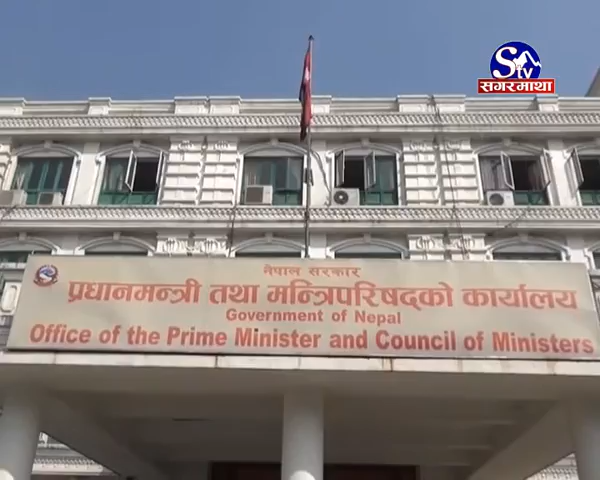 S tv
सगरमाथा
नेपाल सरकार
प्रधानमन्त्री तथा मन्त्रिपरिषद्को कार्यालय
Government of Nepal
Office of the Prime Minister and Council of Ministers